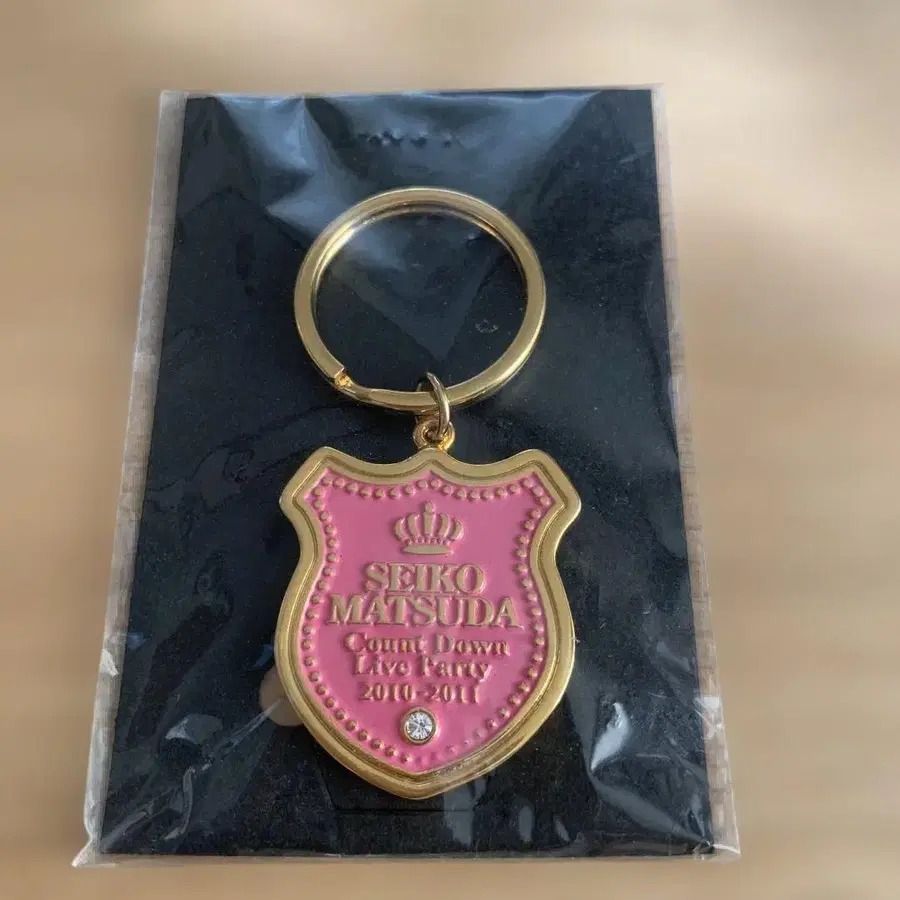 SEIKO
MATSUDA
Count Down
Live Party
2010-2011